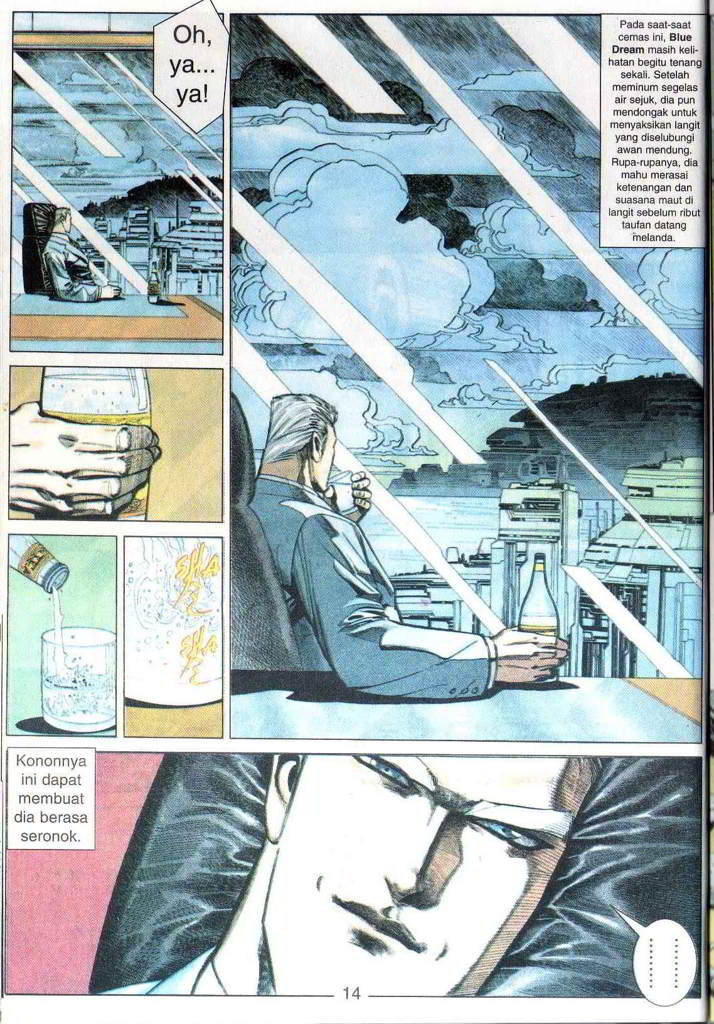 Oh,
ya...
ya!
Pada saat-saat
cemas ini, Blue
Dream masih keli-
hatan begitu tenang
sekali. Setelah
meminum segelas
air sejuk, dia pun
mendongak untuk
menyaksikan langit
yang diselubungi
awan mendung.
Rupa-rupanya, dia
mahu merasai
ketenangan dan
suasana maut di
langit sebelum ribut
taufan datang
melanda.
Kononnya
ini dapat
membuat
dia berasa
seronok.
14